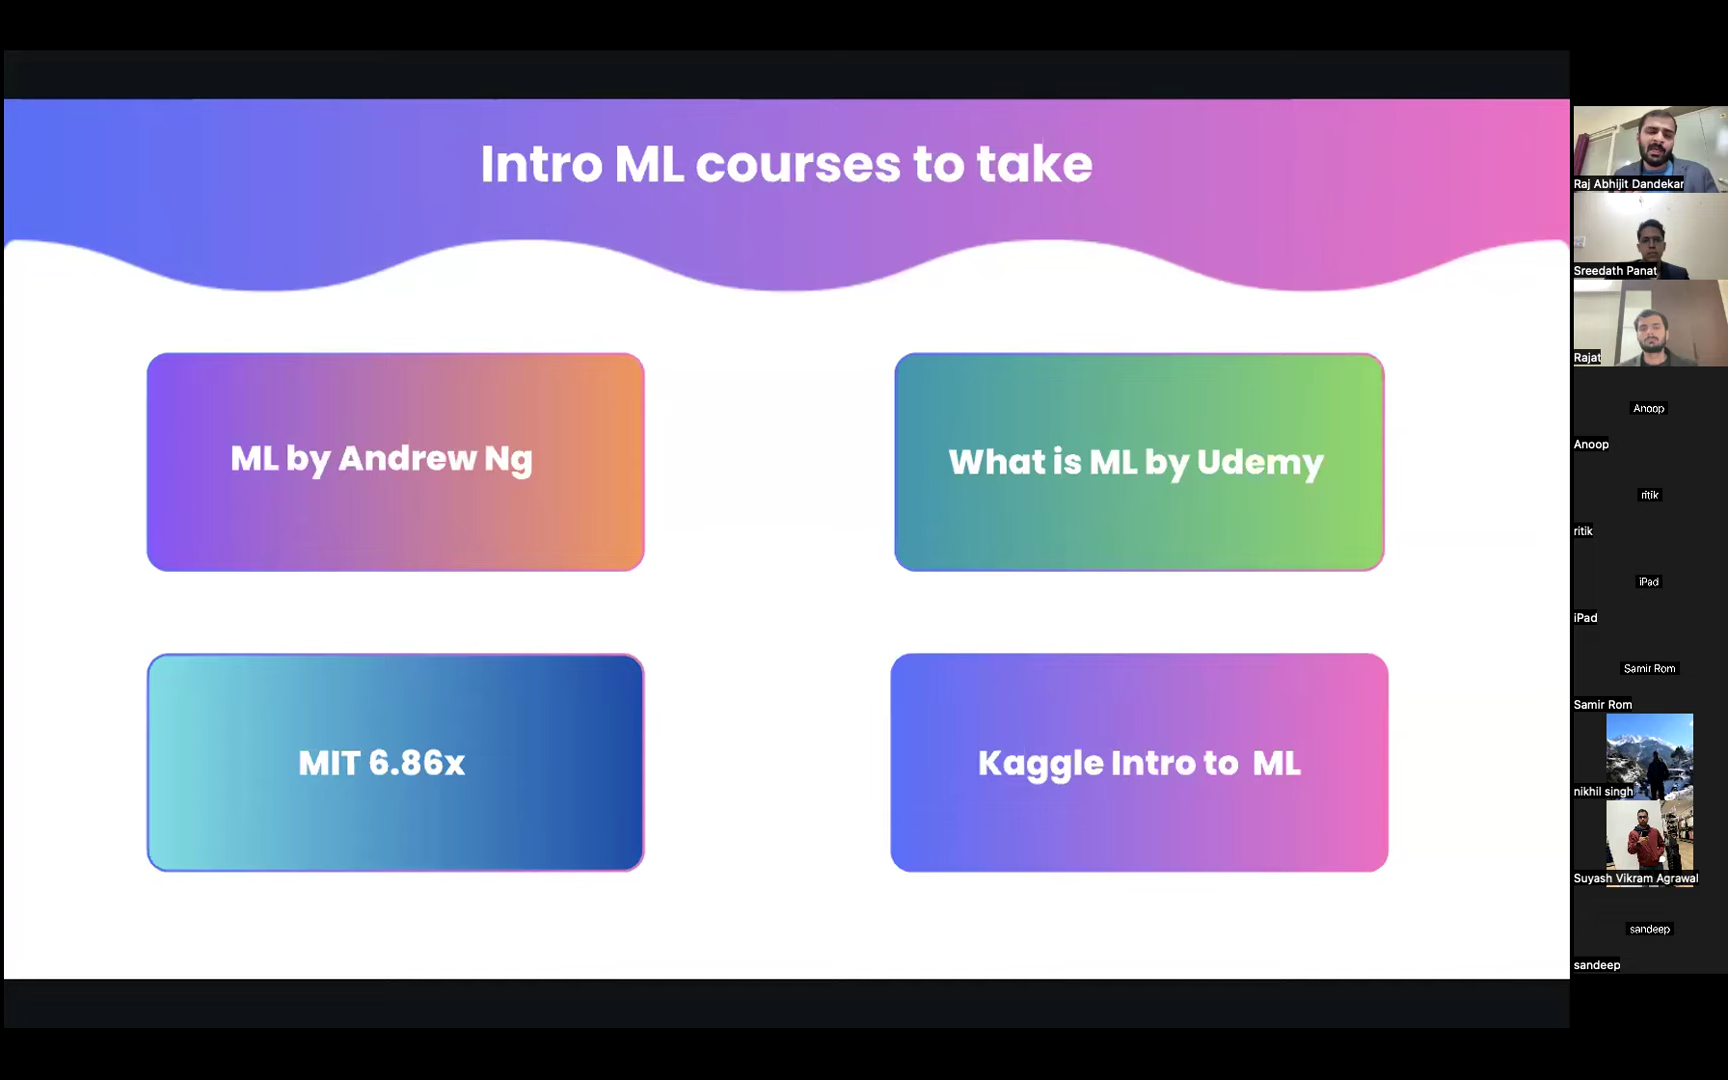 Intro ML courses to take
ML by Andrew Ng
What is ML by Udemy
MIT 6.86x
Kaggle Intro to ML
Raj Abhijit Dandekar
Sreedath Panat
Rajat
Anoop
Anoop
ritik
ritik
iPad
iPad
Samir Rom
Samir Rom
nikhil singh
Suyash Vikram Agrawal
sandeep
sandeep